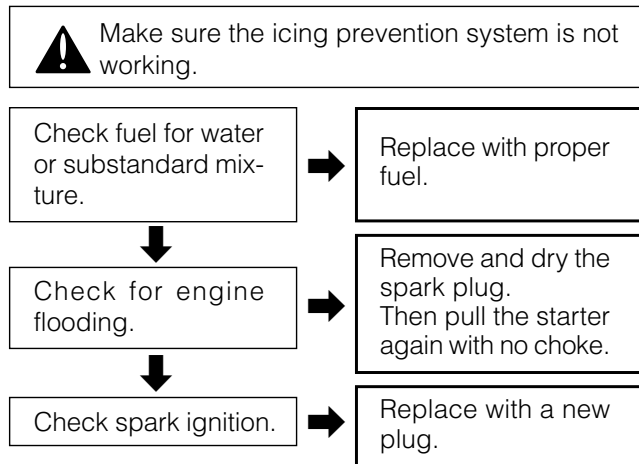 Make sure the icing prevention system is not
working.
Check fuel for water
or substandard mix-
ture.
Replace with proper
fuel.
Check for engine
flooding.
Remove and dry the
spark plug.
Then pull the starter
again with no choke.
Check spark ignition.
Replace with a new
plug.